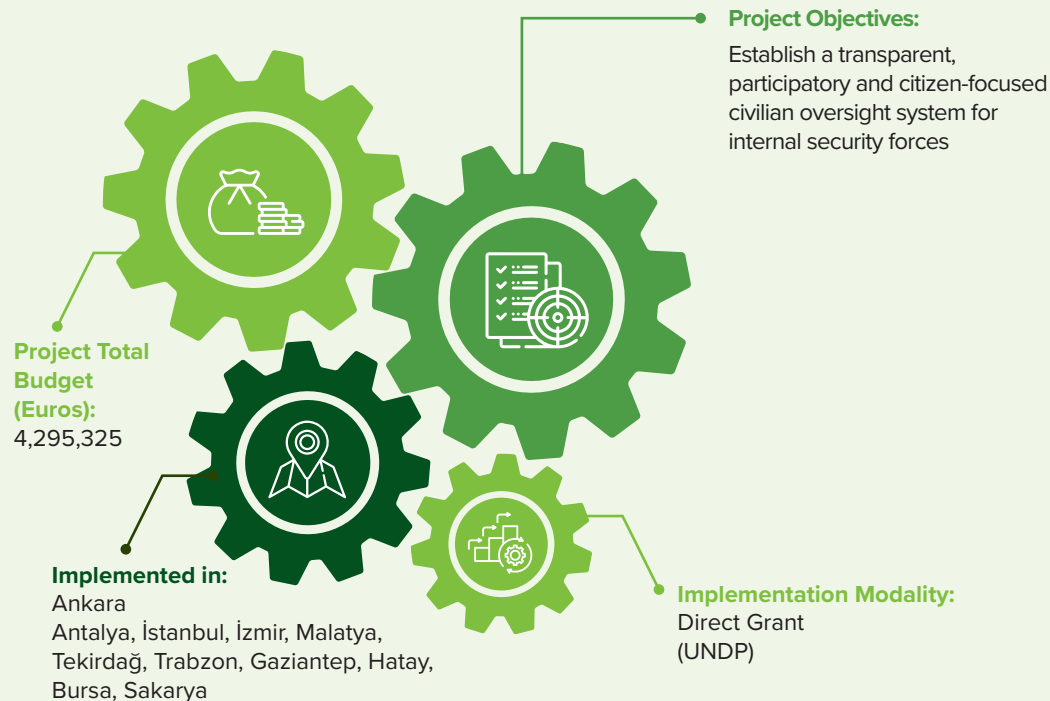 Project Objectives:
Establish a transparent,
participatory and citizen-focused
civilian oversight system for
internal security forces
Project Total
Budget
(Euros):
4,295,325
Implemented in:
Ankara
Antalya, İstanbul, İzmir, Malatya,
Tekirdağ, Trabzon, Gaziantep, Hatay,
Bursa, Sakarya
Implementation Modality:
Direct Grant
(UNDP)